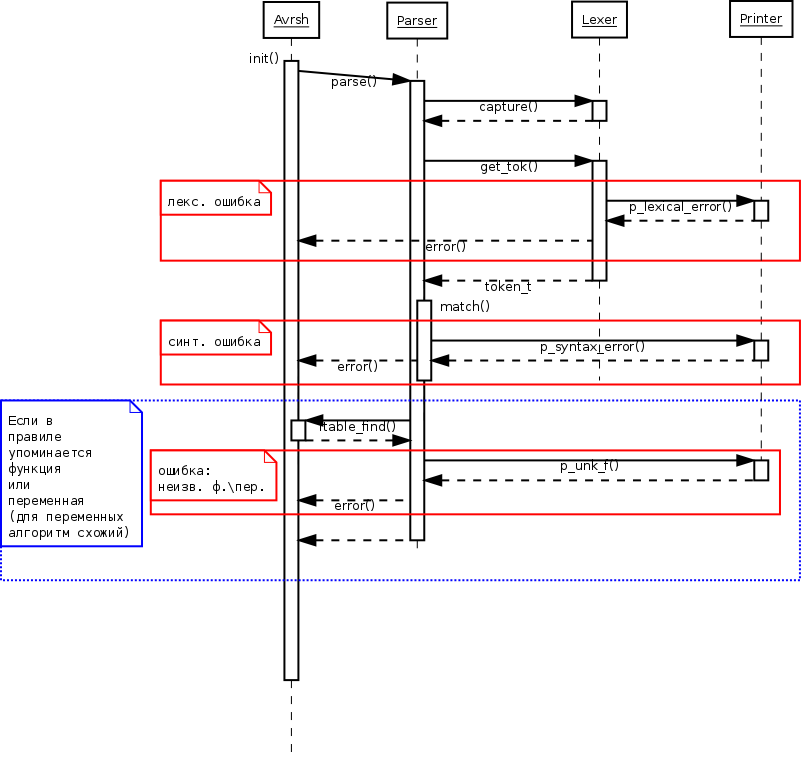 Avrsh
Parser
Lexer
Printer
init()
parse()
capture()
get_tok()
лекс. ошибка
p_lexical_error()
error()
token_t
match()
синт. ошибка
p_syntax_error()
error()
Если в
правиле
упоминается
функция
или
переменная
(для переменных
алгоритм схожий)
ftable_find()
ошибка:
неизв. ф.\пер.
p_unk_f()
error()